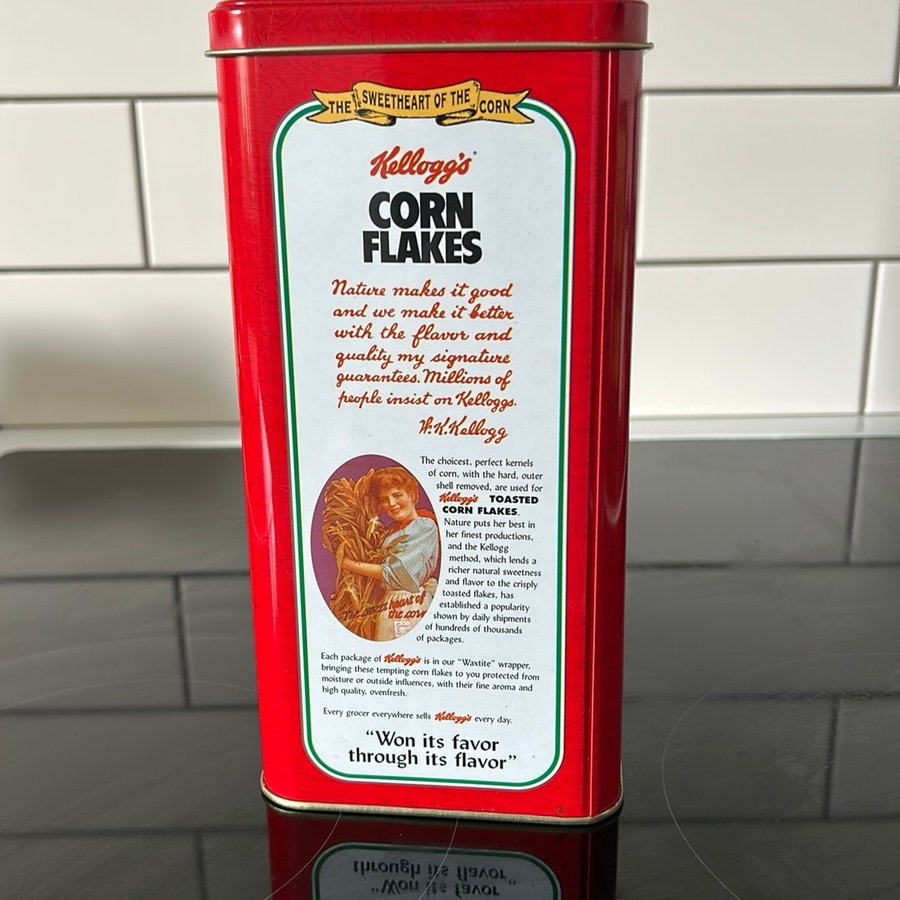 THE SWEETHEART OF THE CORN
Kellogg's
CORN
FLAKES
Nature makes it good
and we make it better
with the flavor and
quality my signature
guarantees. Millions of
people insist on Kelloggs.
W.K.Kellogg
The choicest, perfect kernels
of corn, with the hard, outer
shell removed, are used for
Kellogg's TOASTED
CORN FLAKES.
Nature puts her best in
her finest productions,
and the Kellogg
method, which lends a
richer natural sweetness
and flavor to the crisply
toasted flakes, has
established a popularity
shown by daily shipments
of hundreds of thousands
of packages.
The Sweet heart of
the corn
Each package of Kellogg's is in our "Waxtite" wrapper,
bringing these tempting corn flakes to you protected from
moisture or outside influences, with their fine aroma and
high quality, ovenfresh.
Every grocer everywhere sells Kellogg's every day.
"Won its favor
through its flavor"